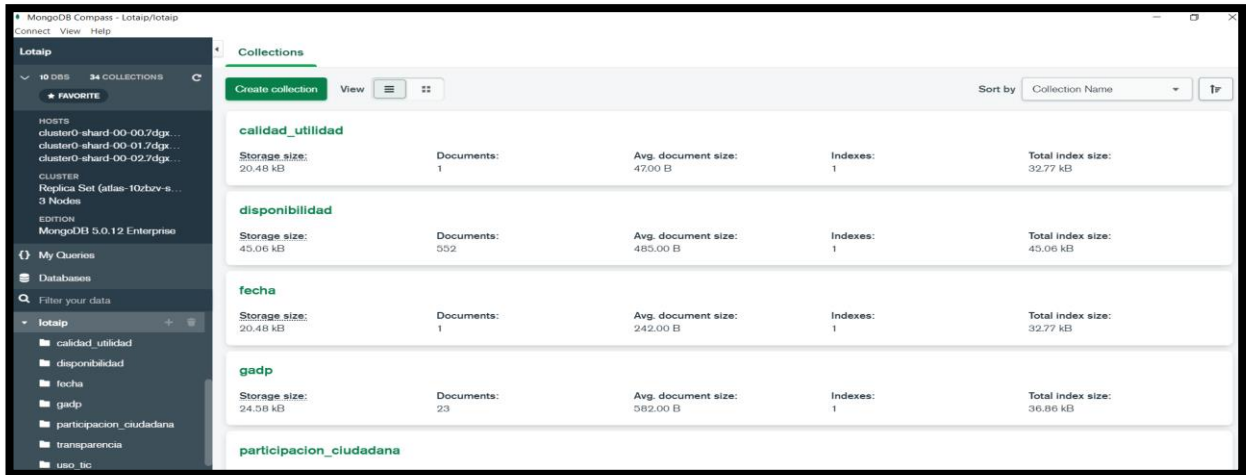 MongoDB Compass - Lotaip/lotaip
Connect View Help
Lotaip
10 DBS 34 COLLECTIONS
★ FAVORITE
HOSTS
cluster0-shard-00-00.7dgx...
cluster0-shard-00-01.7dgx...
cluster0-shard-00-02.7dgx...
CLUSTER
Replica Set (atlas-10zbzv-s...
3 Nodes
EDITION
MongoDB 5.0.12 Enterprise
{} My Queries
Databases
Filter your data
lotaip
calidad_utilidad
disponibilidad
fecha
gadp
participacion_ciudadana
transparencia
uso_tic
Collections
Create collection View Sort by Collection Name
calidad_utilidad
Storage size: Documents: Avg. document size: Indexes: Total index size:
20.48 kB 1 47.00 B 1 32.77 kB
disponibilidad
Storage size: Documents: Avg. document size: Indexes: Total index size:
45.06 kB 552 485.00 B 1 45.06 kB
fecha
Storage size: Documents: Avg. document size: Indexes: Total index size:
20.48 kB 1 242.00 B 1 32.77 kB
gadp
Storage size: Documents: Avg. document size: Indexes: Total index size:
24.58 kB 23 582.00 B 1 36.86 kB
participacion_ciudadana